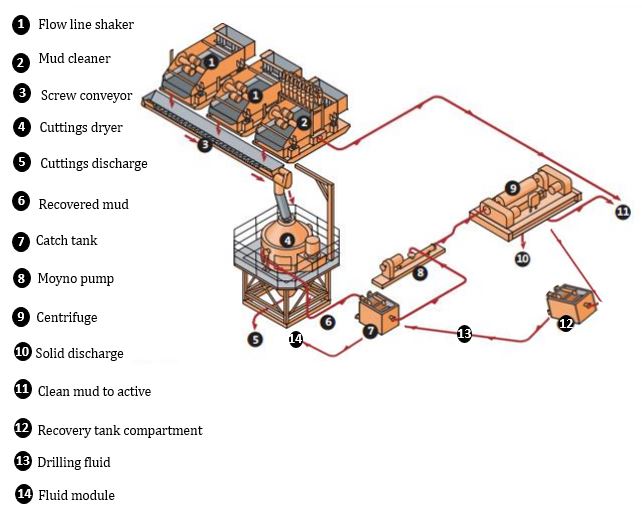 1 Flow line shaker
2 Mud cleaner
3 Screw conveyor
4 Cuttings dryer
5 Cuttings discharge
6 Recovered mud
7 Catch tank
8 Moyno pump
9 Centrifuge
10 Solid discharge
11 Clean mud to active
12 Recovery tank compartment
13 Drilling fluid
14 Fluid module
1
1
2
3
4
9
11
8
10
6
7
13
12
5
14